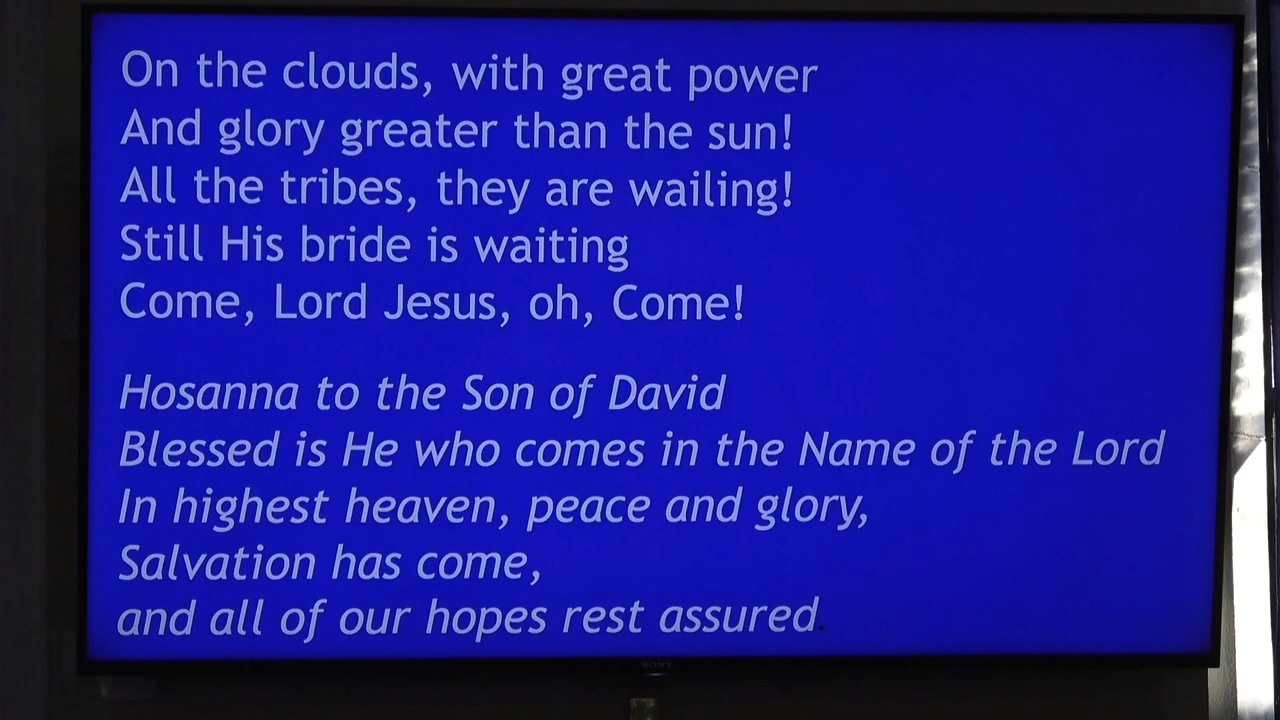 On the clouds, with great power
And glory greater than the sun!
All the tribes, they are wailing!
Still His bride is waiting
Come, Lord Jesus, oh, Come!
Hosanna to the Son of David
Blessed is He who comes in the Name of the Lord
In highest heaven, peace and glory,
Salvation has come,
and all of our hopes rest assured.
SONY